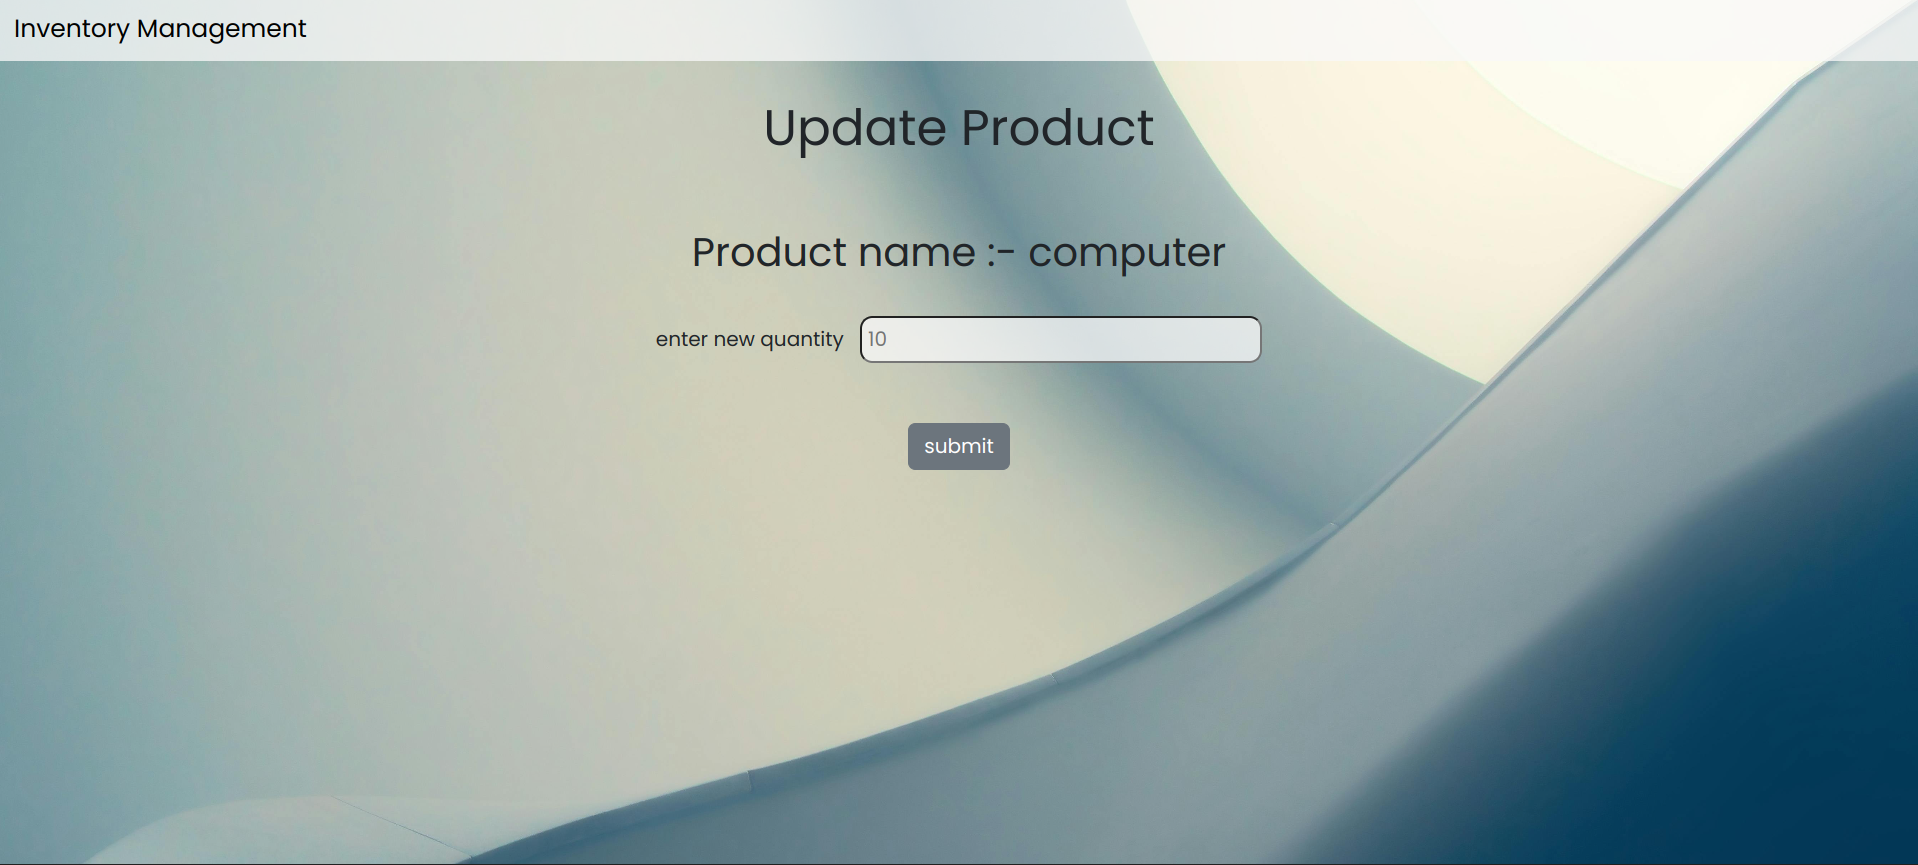 Inventory Management
Update Product
Product name :- computer
enter new quantity 10
submit